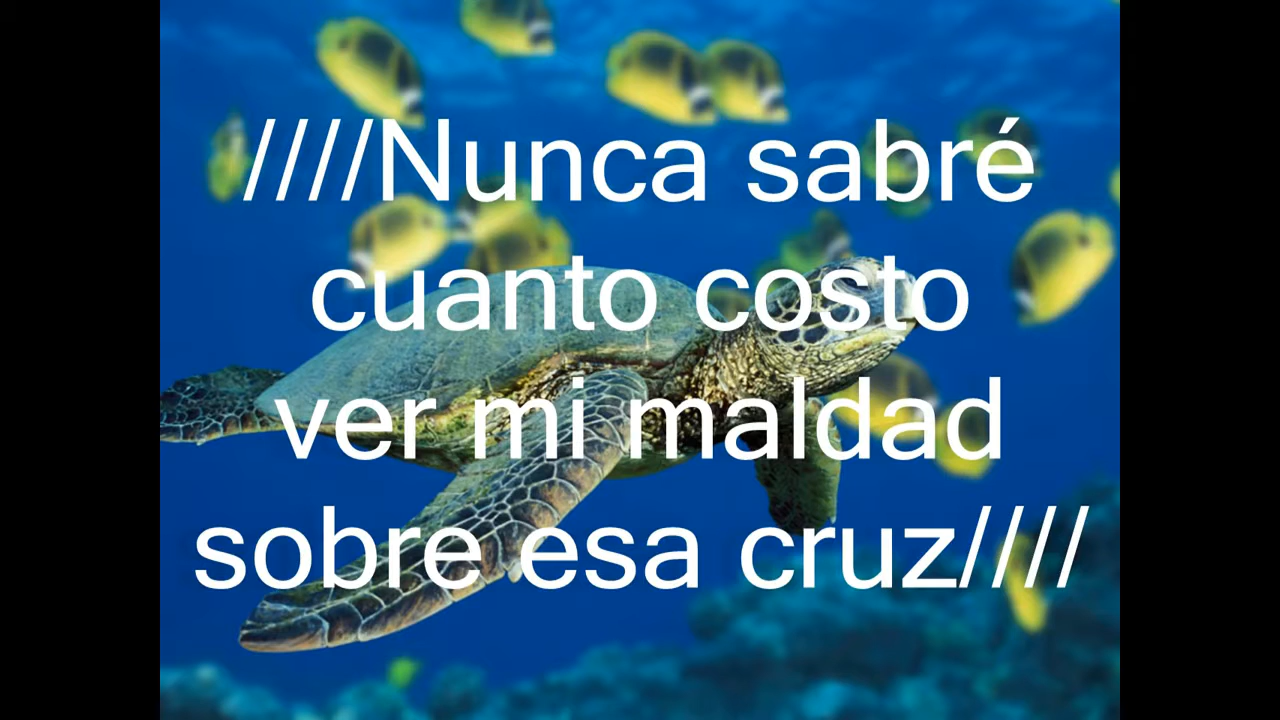 ////Nunca sabré
cuanto costo
ver mi maldad
sobre esa cruz////